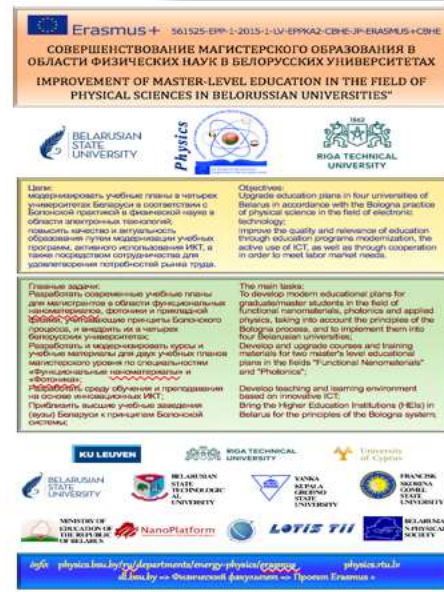 Erasmus+ 561525-EPP-1-2015-1-LV-EPPKA2-CBHE-JP-ERASMUS+CBHE
СОВЕРШЕНСТВОВАНИЕ МАГИСТЕРСКОГО ОБРАЗОВАНИЯ В
ОБЛАСТИ ФИЗИЧЕСКИХ НАУК В БЕЛОРУССКИХ УНИВЕРСИТЕТАХ
IMPROVEMENT OF MASTER-LEVEL EDUCATION IN THE FIELD OF
PHYSICAL SCIENCES IN BELORUSSIAN UNIVERSITIES"
BELARUSIAN
STATE
UNIVERSITY
Physics
1862
RIGA TECHNICAL
UNIVERSITY
Цели:
модернизировать учебные планы в четырех
университетах Беларуси в соответствии с
Болонской практикой в физической науке в
области электронных технологий;
повысить качество и актуальность
образования путем модернизации учебных
программ, активного использования ИКТ, а
также посредством сотрудничества для
удовлетворения потребностей рынка труда.
Objectives:
Upgrade education plans in four universities of
Belarus in accordance with the Bologna practice
of physical science in the field of electronic
technology;
improve the quality and relevance of education
through education programs modernization, the
active use of ICT, as well as through cooperation
in order to meet labor market needs.
Главные задачи:
Разработать современные учебные планы
для магистрантов в области функциональных
наноматериалов, фотоники и прикладной
принципы Болонского
процесса, и внедрить их в четырех
белорусских университетах;
Разработать и модернизировать курсы и
учебные материалы для двух учебных планов
магистерского уровня по специальностям
«Функциональные наноматериалы» и
«Фотоника»;
среду обучения и преподавания
на основе инновационных ИКТ;
Приблизить высшие учебные заведения
(вузы) Беларуси к принципам Болонской
системы;
The main tasks:
To develop modern educational plans for
graduate/master students in the field of
functional nanomaterials, photonics and applied
physics, taking into account the principles of the
Bologna process, and to implement them into
four Belarusian universities;
Develop and upgrade courses and training
materials for two master's level educational
plans in the fields "Functional Nanomaterials"
and "Photonics";
Develop teaching and learning environment
based on innovative ICT;
Bring the Higher Education Institutions (HEIs) in
Belarus for the principles of the Bologna system;
KU LEUVEN
RIGA TECHNICAL
UNIVERSITY
University
of Cyprus
BELARUSIAN
STATE
UNIVERSITY
BELARUSIAN
STATE
TECHNOLOGIC
AL
UNIVERSITY
YANKA
KUPALA
GRODNO
STATE
UNIVERSITY
FRANCISK
SKORINA
GOMEL
STATE
UNIVERSITY
MINISTRY OF
EDUCATION OF
THE REPUBLIC
OF BELARUS
NanoPlatform
LOTIS TII
BELARUSIA
N PHYSICAL
SOCIETY
info physics.bsu.by/ru/departments/energy-physics/erasmus physics.rtu.lv
dl.bsu.by => Физический факультет => Проект Erasmus +